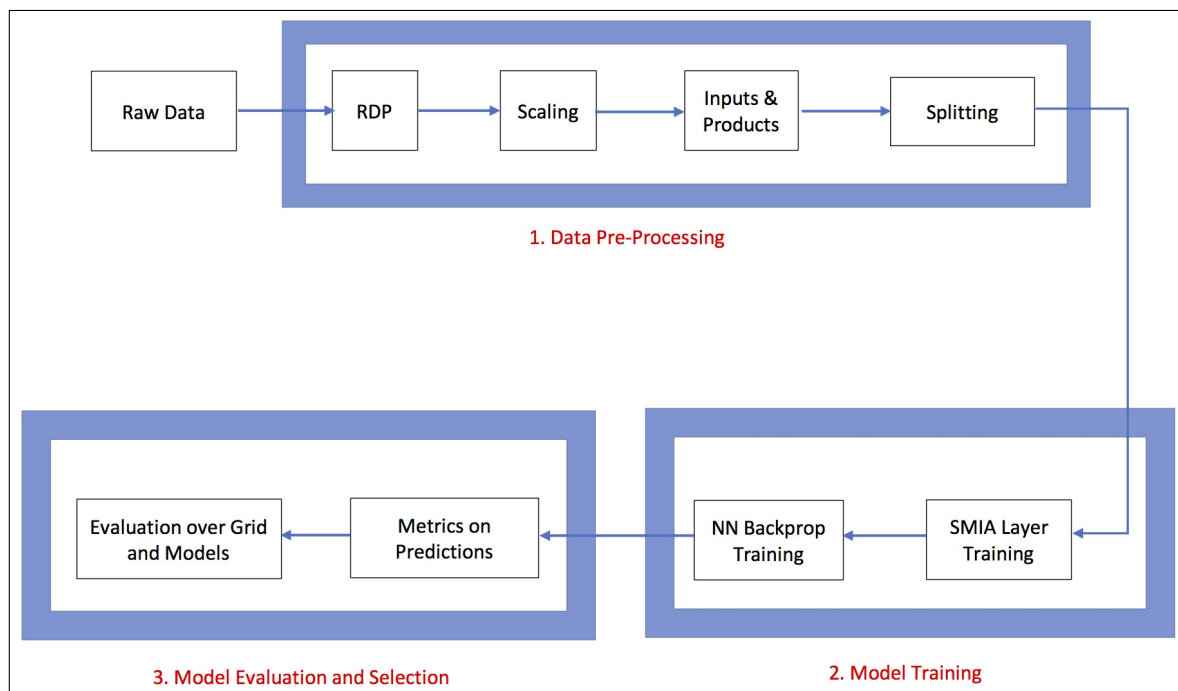 Raw Data
RDP
Scaling
Inputs &
Products
Splitting
1. Data Pre-Processing
SMIA Layer
Training
NN Backprop
Training
2. Model Training
Metrics on
Predictions
Evaluation over Grid
and Models
3. Model Evaluation and Selection